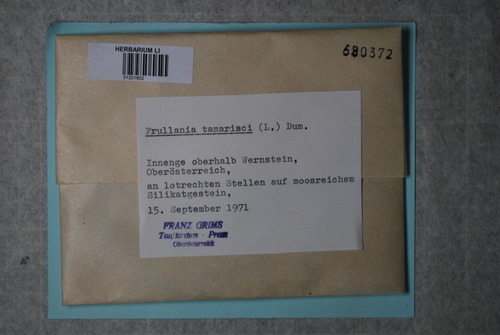 HERBARIUM LI
01201802
680372
Frullania tamarisci (L.) Dum.
Innenge oberhalb Wernstein,
Oberösterreich,
an lotrechten Stellen auf moosreichem
Silikatgestein,
15. September 1971
FRANZ GRIMS
Taufkirchen - Pram
Oberösterreich